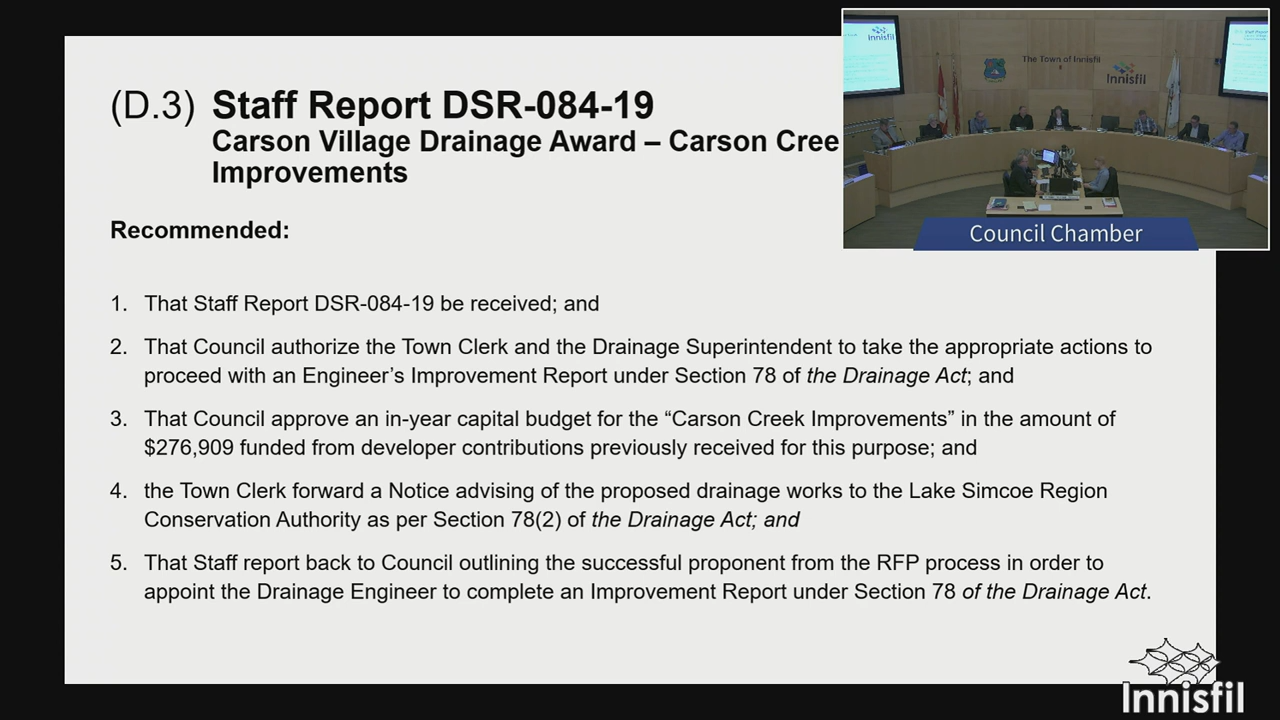 (D.3) Staff Report DSR-084-19
Carson Village Drainage Award – Carson Cree
Improvements
Recommended:
1. That Staff Report DSR-084-19 be received; and
2. That Council authorize the Town Clerk and the Drainage Superintendent to take the appropriate actions to
proceed with an Engineer’s Improvement Report under Section 78 of the Drainage Act; and
3. That Council approve an in-year capital budget for the “Carson Creek Improvements” in the amount of
$276,909 funded from developer contributions previously received for this purpose; and
4. the Town Clerk forward a Notice advising of the proposed drainage works to the Lake Simcoe Region
Conservation Authority as per Section 78(2) of the Drainage Act; and
5. That Staff report back to Council outlining the successful proponent from the RFP process in order to
appoint the Drainage Engineer to complete an Improvement Report under Section 78 of the Drainage Act.
Innisfil
The Town of Innisfil
Innisfil
Council Chamber
Innisfil